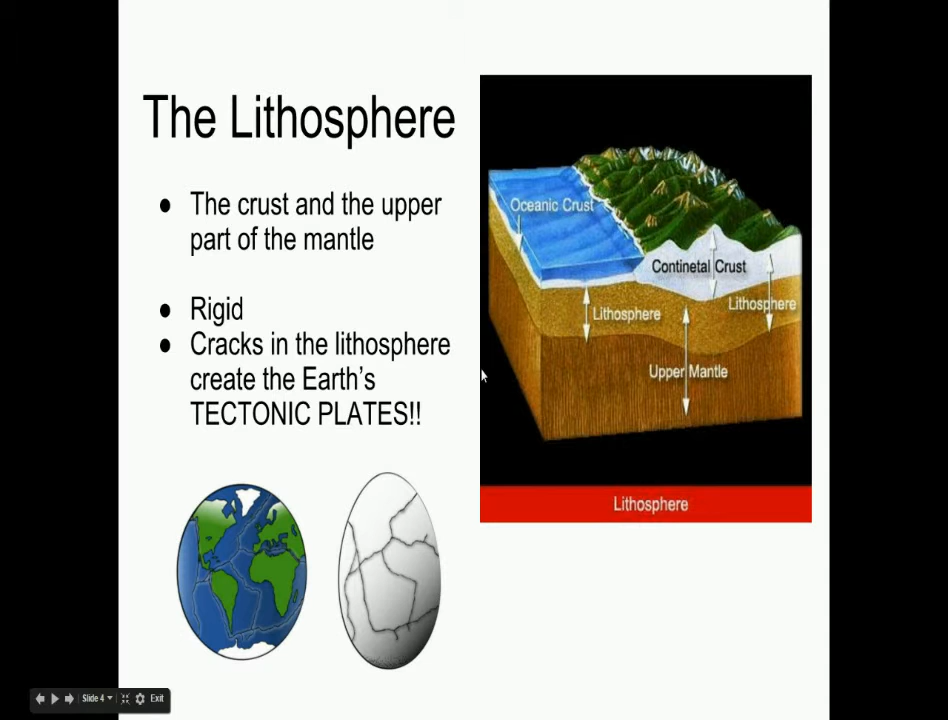 The Lithosphere
● The crust and the upper
part of the mantle
● Rigid
● Cracks in the lithosphere
create the Earth's
TECTONIC PLATES!!
Oceanic Crust
Continetal Crust
Lithosphere
Lithosphere
Upper Mantle
Lithosphere
Slide 4
Exit